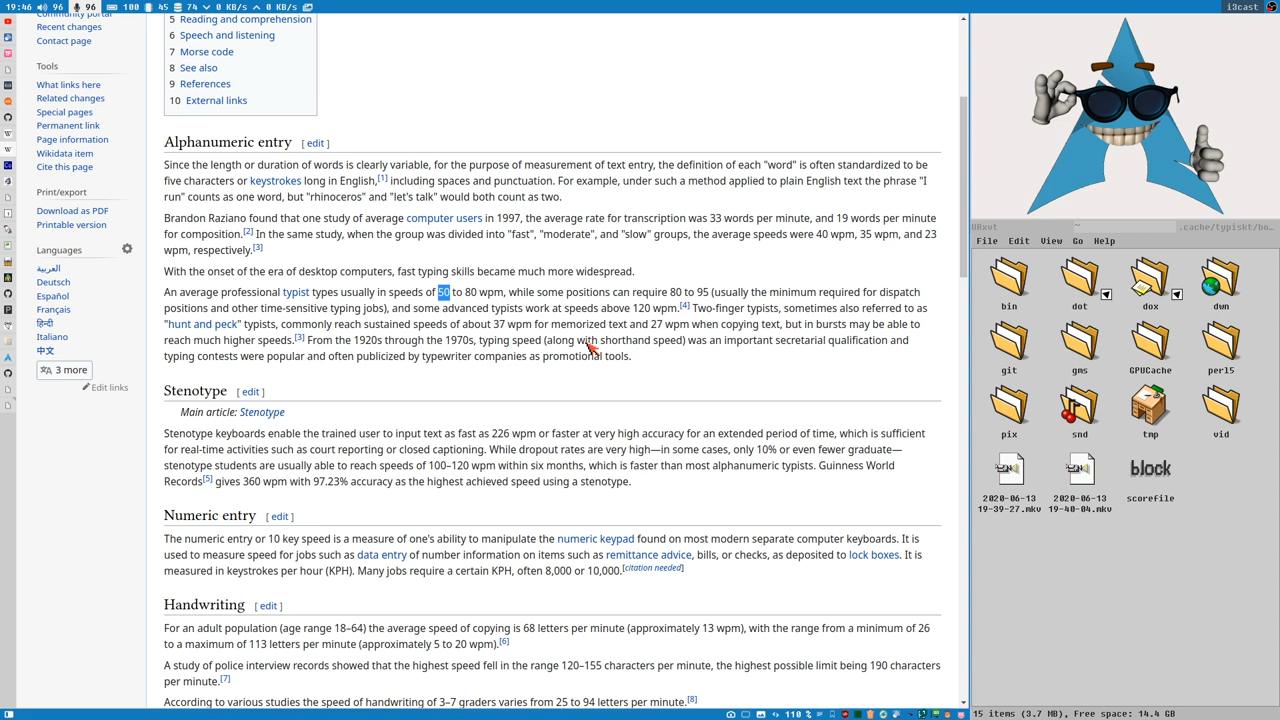 19:46 96 96 100 45 74 0 KB/s 0 KB/s
i3cast
Community portal
Recent changes
Contact page
Tools
What links here
Related changes
Special pages
Permanent link
Page information
Wikidata item
Cite this page
Print/export
Download as PDF
Printable version
Languages
العربية
Deutsch
Español
Français
हिन्दी
Italiano
中文
3 more
Edit links
5 Reading and comprehension
6 Speech and listening
7 Morse code
8 See also
9 References
10 External links
Alphanumeric entry [ edit ]
Since the length or duration of words is clearly variable, for the purpose of measurement of text entry, the definition of each "word" is often standardized to be
five characters or keystrokes long in English,[1] including spaces and punctuation. For example, under such a method applied to plain English text the phrase "I
run" counts as one word, but "rhinoceros" and "let's talk" would both count as two.
Brandon Raziano found that one study of average computer users in 1997, the average rate for transcription was 33 words per minute, and 19 words per minute
for composition.[2] In the same study, when the group was divided into "fast", "moderate", and "slow" groups, the average speeds were 40 wpm, 35 wpm, and 23
wpm, respectively.[3]
With the onset of the era of desktop computers, fast typing skills became much more widespread.
An average professional typist types usually in speeds of 50 to 80 wpm, while some positions can require 80 to 95 (usually the minimum required for dispatch
positions and other time-sensitive typing jobs), and some advanced typists work at speeds above 120 wpm.[4] Two-finger typists, sometimes also referred to as
"hunt and peck" typists, commonly reach sustained speeds of about 37 wpm for memorized text and 27 wpm when copying text, but in bursts may be able to
reach much higher speeds.[3] From the 1920s through the 1970s, typing speed (along with shorthand speed) was an important secretarial qualification and
typing contests were popular and often publicized by typewriter companies as promotional tools.
Stenotype [ edit ]
Main article: Stenotype
Stenotype keyboards enable the trained user to input text as fast as 226 wpm or faster at very high accuracy for an extended period of time, which is sufficient
for real-time activities such as court reporting or closed captioning. While dropout rates are very high—in some cases, only 10% or even fewer graduate—
stenotype students are usually able to reach speeds of 100–120 wpm within six months, which is faster than most alphanumeric typists. Guinness World
Records[5] gives 360 wpm with 97.23% accuracy as the highest achieved speed using a stenotype.
Numeric entry [ edit ]
The numeric entry or 10 key speed is a measure of one's ability to manipulate the numeric keypad found on most modern separate computer keyboards. It is
used to measure speed for jobs such as data entry of number information on items such as remittance advice, bills, or checks, as deposited to lock boxes. It is
measured in keystrokes per hour (KPH). Many jobs require a certain KPH, often 8,000 or 10,000.[citation needed]
Handwriting [ edit ]
For an adult population (age range 18–64) the average speed of copying is 68 letters per minute (approximately 13 wpm), with the range from a minimum of 26
to a maximum of 113 letters per minute (approximately 5 to 20 wpm).[6]
A study of police interview records showed that the highest speed fell in the range 120–155 characters per minute, the highest possible limit being 190 characters
per minute.[7]
According to various studies the speed of handwriting of 3–7 graders varies from 25 to 94 letters per minute.[8]
URxvt ~ .cache/typiskt/bo…
File Edit View Go Help
bin dot dox dwn
git gms GPUCache perl5
pix snd tmp vid
block
2020-06-13 19-39-27.mkv
2020-06-13 19-40-04.mkv
scorefile
110
15 items (3.7 MB), Free space: 14.4 GB